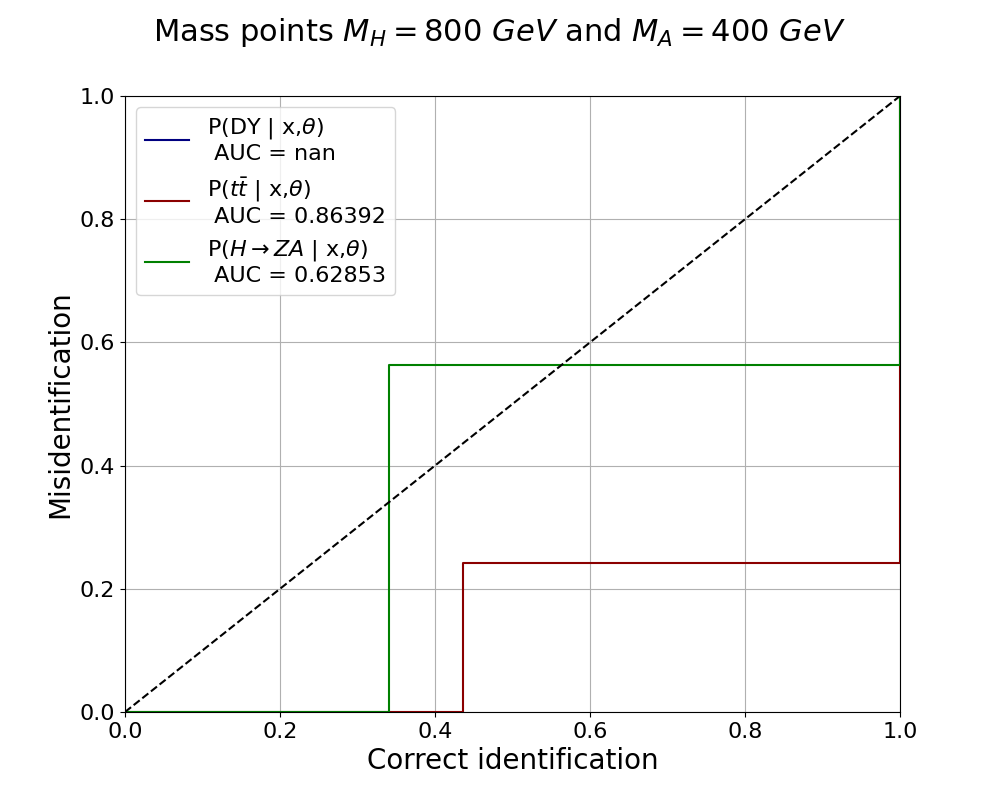 Mass points M_H = 800 GeV and M_A = 400 GeV
P(DY | x,θ)
AUC = nan
P(tt̄ | x,θ)
AUC = 0.86392
P(H → ZA | x,θ)
AUC = 0.62853
Misidentification
1.0
0.8
0.6
0.4
0.2
0.0
0.0 0.2 0.4 0.6 0.8 1.0
Correct identification